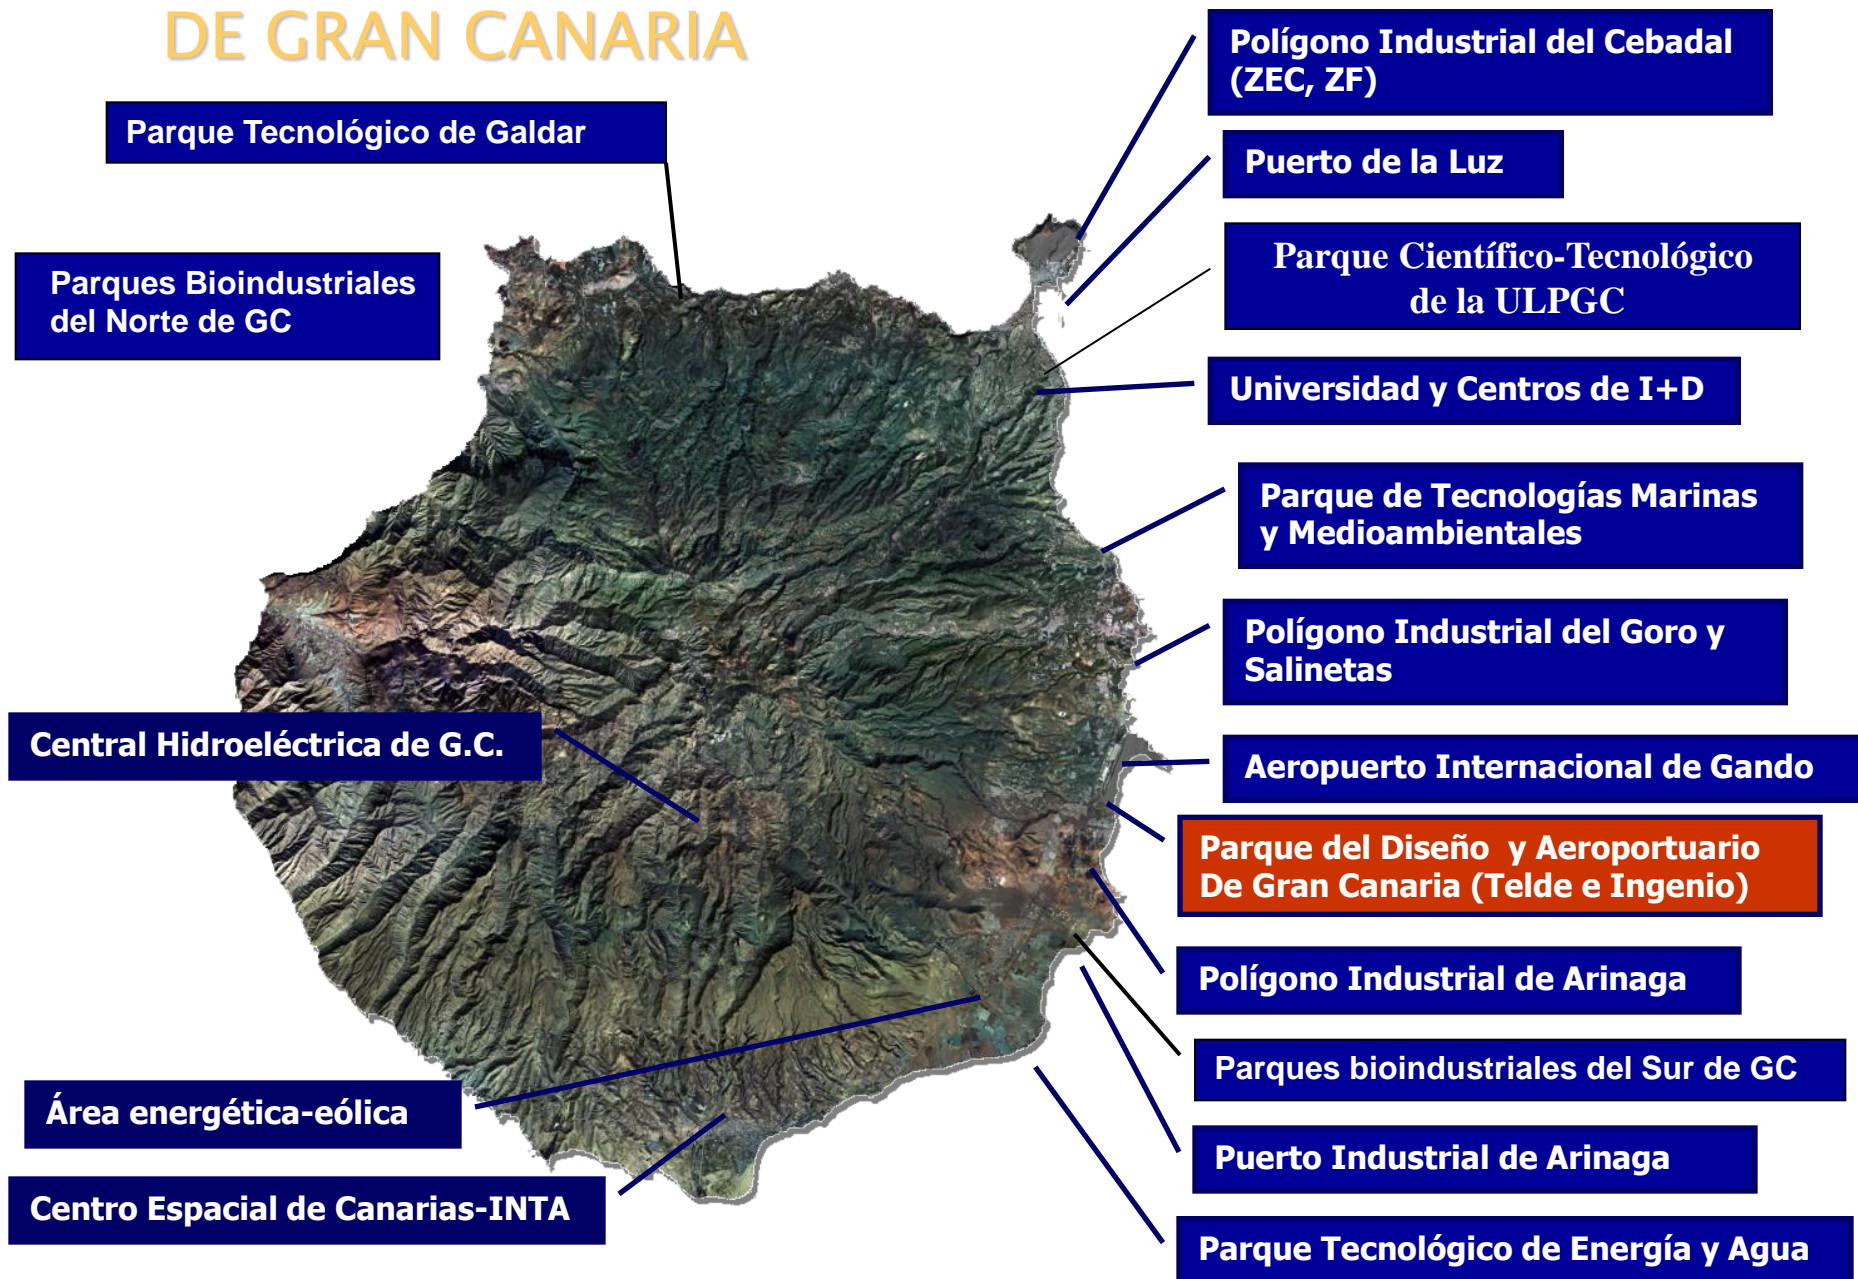 DE GRAN CANARIA
Polígono Industrial del Cebadal
(ZEC, ZF)
Parque Tecnológico de Galdar
Puerto de la Luz
Parque Científico-Tecnológico
de la ULPGC
Parques Bioindustriales
del Norte de GC
Universidad y Centros de I+D
Parque de Tecnologías Marinas
y Medioambientales
Polígono Industrial del Goro y
Salinetas
Central Hidroeléctrica de G.C.
Aeropuerto Internacional de Gando
Parque del Diseño y Aeroportuario
De Gran Canaria (Telde e Ingenio)
Polígono Industrial de Arinaga
Parques bioindustriales del Sur de GC
Área energética-eólica
Puerto Industrial de Arinaga
Centro Espacial de Canarias-INTA
Parque Tecnológico de Energía y Agua